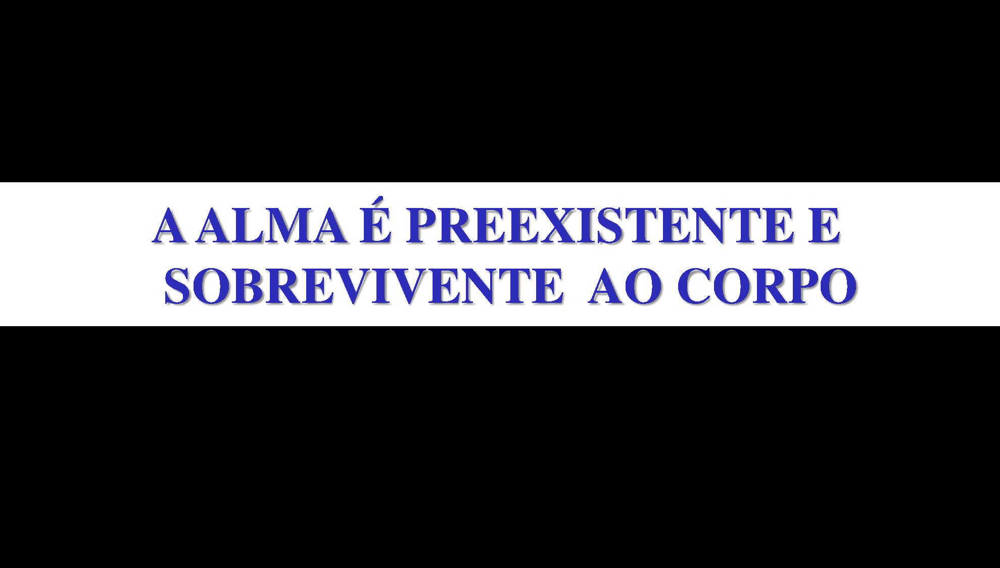 A ALMA É PREEXISTENTE E
SOBREVIVENTE AO CORPO